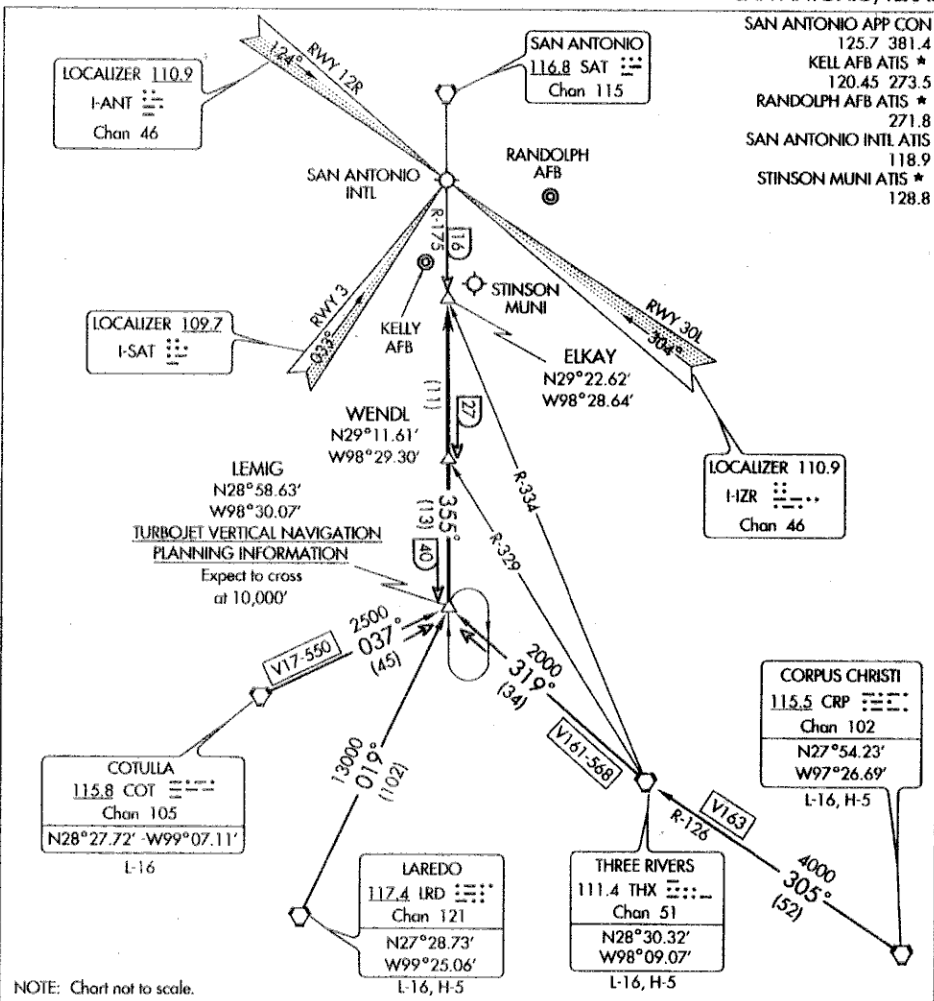 SAN ANTONIO APP CON
125.7 381.4
KELL AFB ATIS ★
120.45 273.5
RANDOLPH AFB ATIS ★
271.8
SAN ANTONIO INTL ATIS
118.9
STINSON MUNI ATIS ★
128.8
LOCALIZER 110.9
I-ANT
Chan 46
124°
RWY 12R
SAN ANTONIO
116.8 SAT
Chan 115
SAN ANTONIO
INTL
RANDOLPH
AFB
R-175
16
LOCALIZER 109.7
I-SAT
RWY 3
033°
KELLY
AFB
STINSON
MUNI
RWY 30L
304°
ELKAY
N29°22.62'
W98°28.64'
(11)
27
WENDL
N29°11.61'
W98°29.30'
LOCALIZER 110.9
I-IZR
Chan 46
R-334
R-329
LEMIG
N28°58.63'
W98°30.07'
TURBOJET VERTICAL NAVIGATION
PLANNING INFORMATION
Expect to cross
at 10,000'
355°
(13)
40
2500
V17-550
037°
(45)
2000
319°
(34)
V161-568
13000
019°
(102)
COTULLA
115.8 COT
Chan 105
N28°27.72' -W99°07.11'
L-16
LAREDO
117.4 LRD
Chan 121
N27°28.73'
W99°25.06'
L-16, H-5
THREE RIVERS
111.4 THX
Chan 51
N28°30.32'
W98°09.07'
L-16, H-5
CORPUS CHRISTI
115.5 CRP
Chan 102
N27°54.23'
W97°26.69'
L-16, H-5
V163
R-126
4000
305°
(52)
NOTE: Chart not to scale.